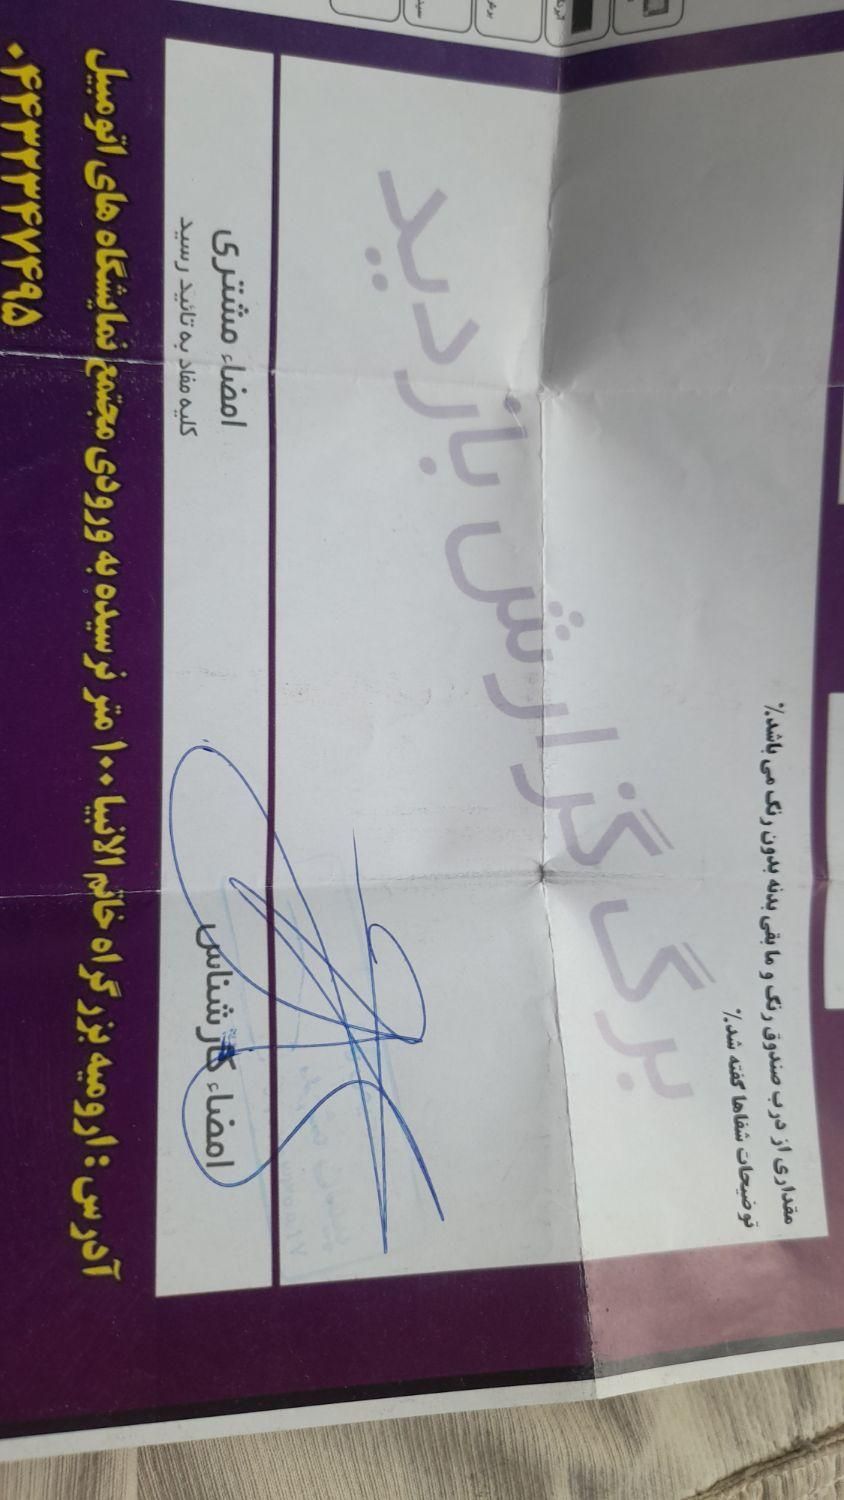 مقداری از درب صندوق رنگ و ما بقی بدنه بدون رنگ می باشد٪
توضیحات شفاها گفته شد٪
برگ گزارش بازدید
امضاء کارشناس
امضاء مشتری
کلیه مفاد به تائید رسید
آدرس : ارومیه بزرگراه خاتم الانبیا ۱۰۰ متر نرسیده به ورودی مجتمع نمایشگاه های اتومبیل
۰۴۴۳۲۲۳۴۷۴۹۵